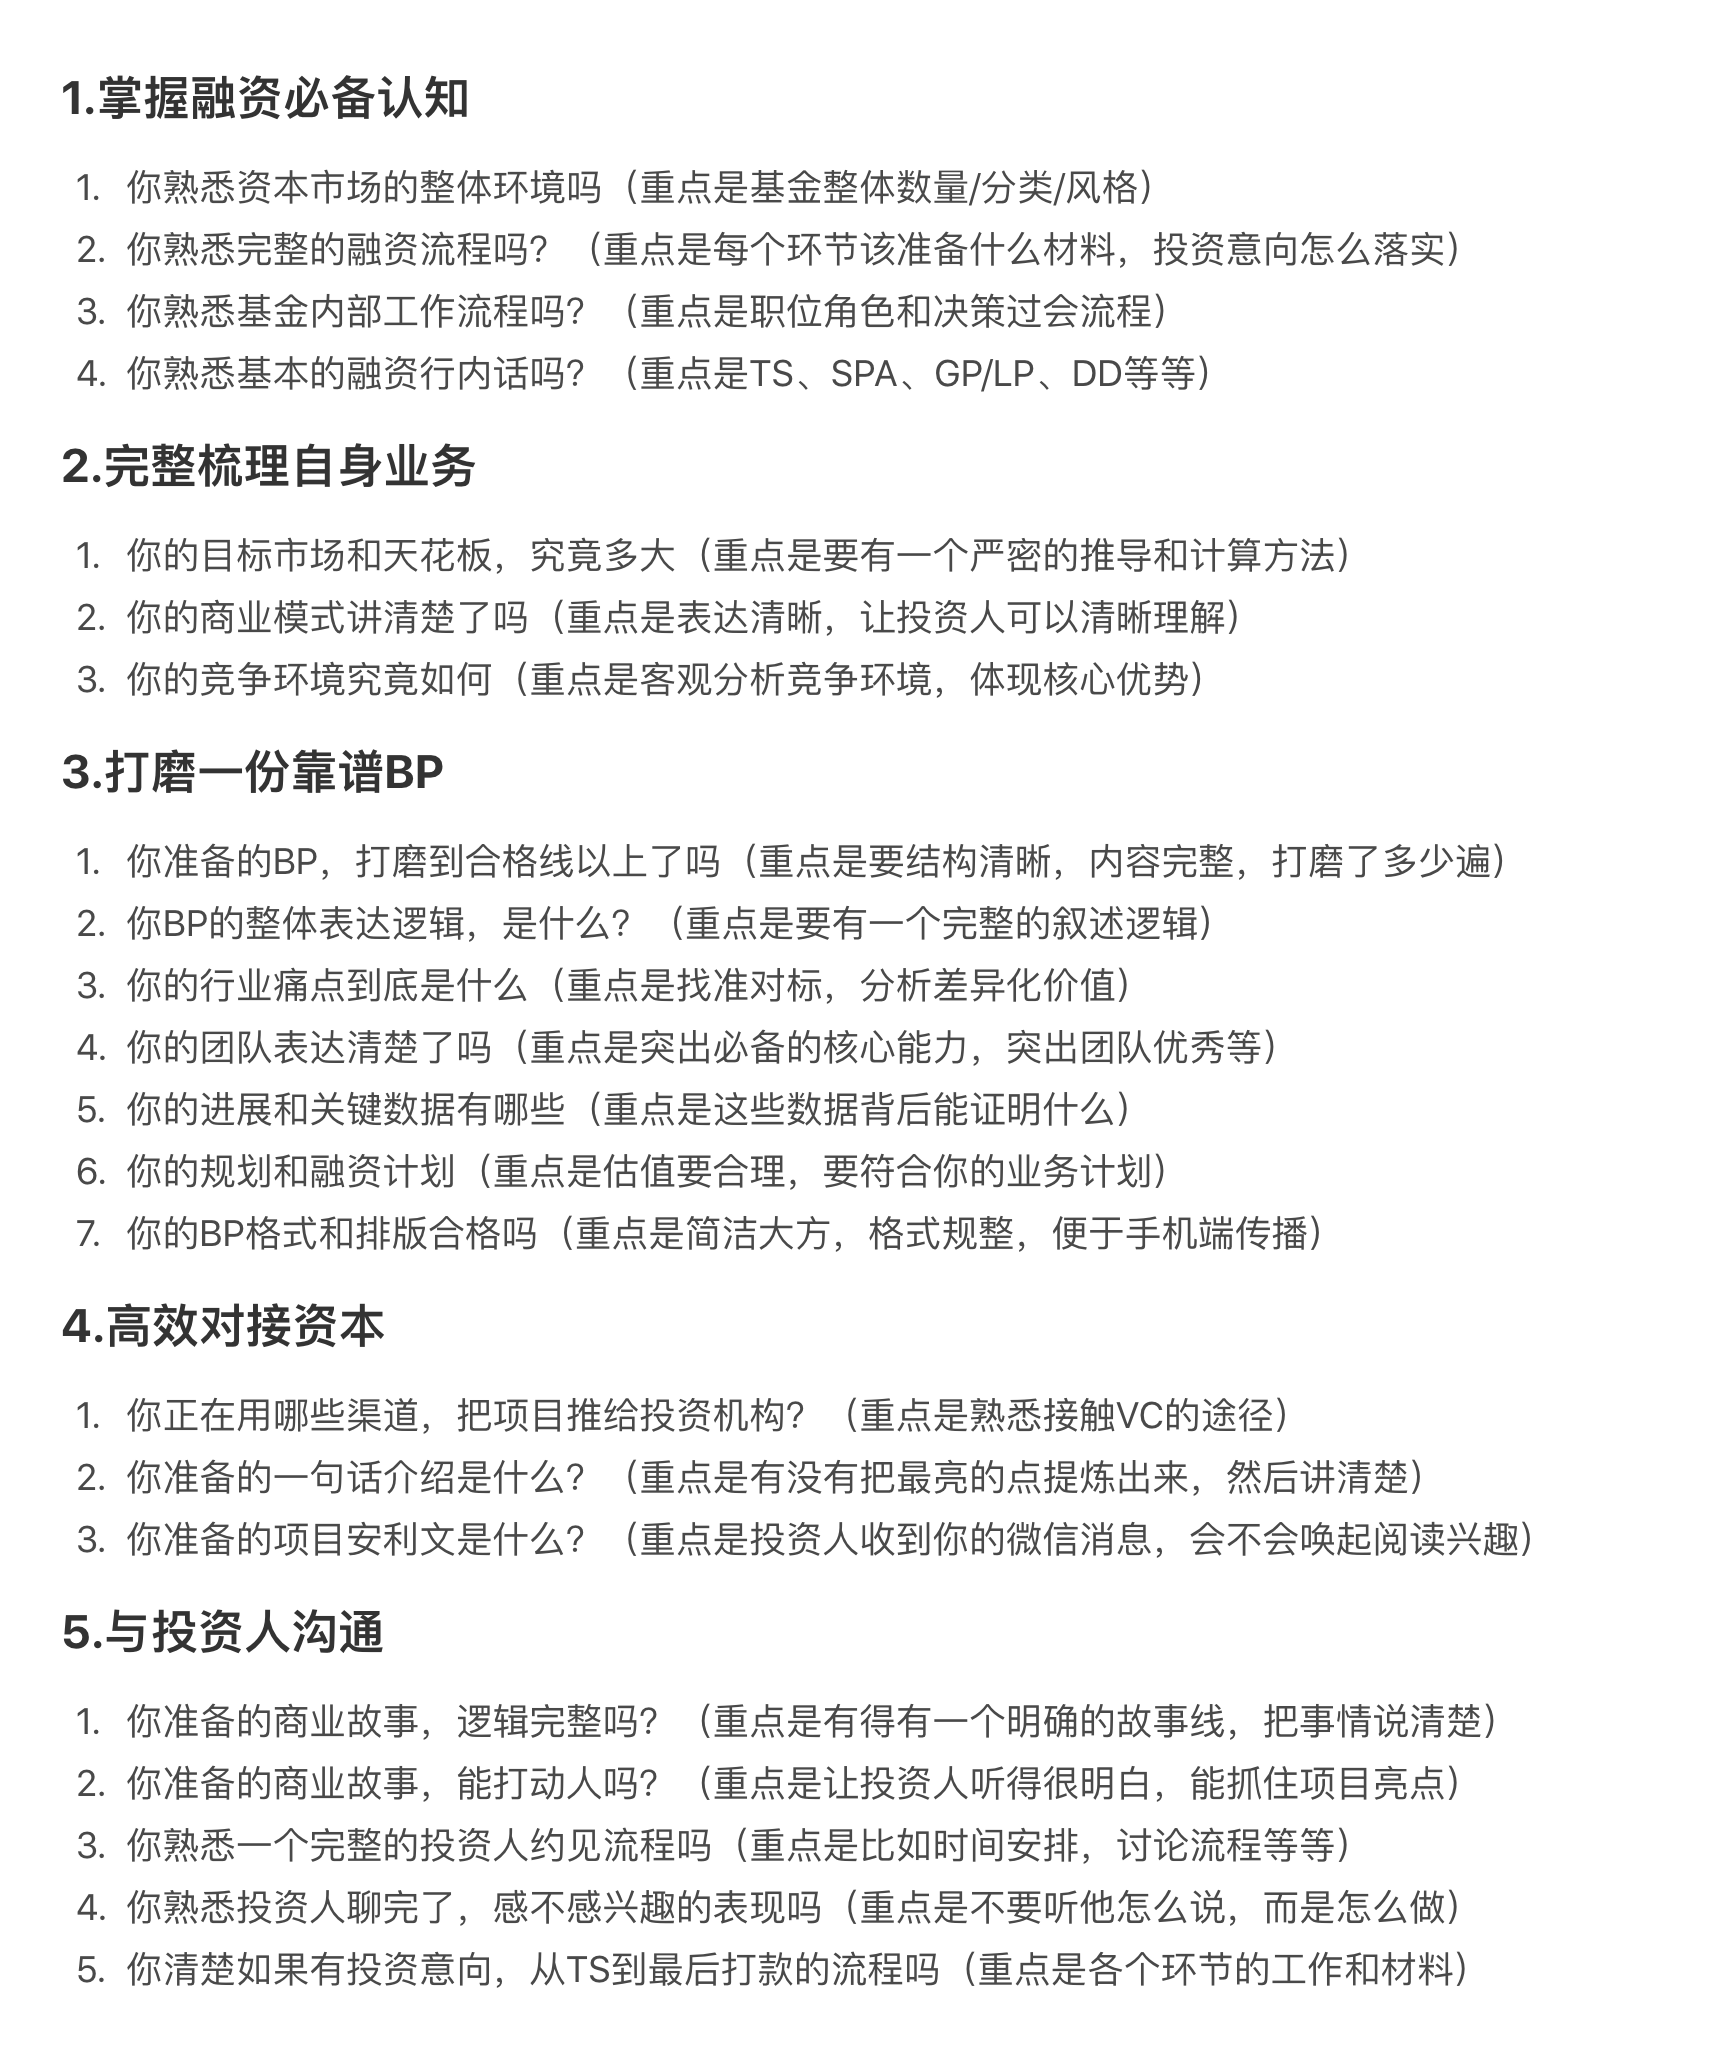 1.掌握融资必备认知
1. 你熟悉资本市场的整体环境吗（重点是基金整体数量/分类/风格）
2. 你熟悉完整的融资流程吗？（重点是每个环节该准备什么材料，投资意向怎么落实）
3. 你熟悉基金内部工作流程吗？（重点是职位角色和决策过会流程）
4. 你熟悉基本的融资行内话吗？（重点是TS、SPA、GP/LP、DD等等）
2.完整梳理自身业务
1. 你的目标市场和天花板，究竟多大（重点是要有一个严密的推导和计算方法）
2. 你的商业模式讲清楚了吗（重点是表达清晰，让投资人可以清晰理解）
3. 你的竞争环境究竟如何（重点是客观分析竞争环境，体现核心优势）
3.打磨一份靠谱BP
1. 你准备的BP，打磨到合格线以上了吗（重点是要结构清晰，内容完整，打磨了多少遍）
2. 你BP的整体表达逻辑，是什么？（重点是要有一个完整的叙述逻辑）
3. 你的行业痛点到底是什么（重点是找准对标，分析差异化价值）
4. 你的团队表达清楚了吗（重点是突出必备的核心能力，突出团队优秀等）
5. 你的进展和关键数据有哪些（重点是这些数据背后能证明什么）
6. 你的规划和融资计划（重点是估值要合理，要符合你的业务计划）
7. 你的BP格式和排版合格吗（重点是简洁大方，格式规整，便于手机端传播）
4.高效对接资本
1. 你正在用哪些渠道，把项目推给投资机构？（重点是熟悉接触VC的途径）
2. 你准备的一句话介绍是什么？（重点是有没有把最亮的点提炼出来，然后讲清楚）
3. 你准备的项目安利文是什么？（重点是投资人收到你的微信消息，会不会唤起阅读兴趣）
5.与投资人沟通
1. 你准备的商业故事，逻辑完整吗？（重点是有得有一个明确的故事线，把事情说清楚）
2. 你准备的商业故事，能打动人吗？（重点是让投资人听得很明白，能抓住项目亮点）
3. 你熟悉一个完整的投资人约见流程吗（重点是比如时间安排，讨论流程等等）
4. 你熟悉投资人聊完了，感不感兴趣的表现吗（重点是不要听他怎么说，而是怎么做）
5. 你清楚如果有投资意向，从TS到最后打款的流程吗（重点是各个环节的工作和材料）